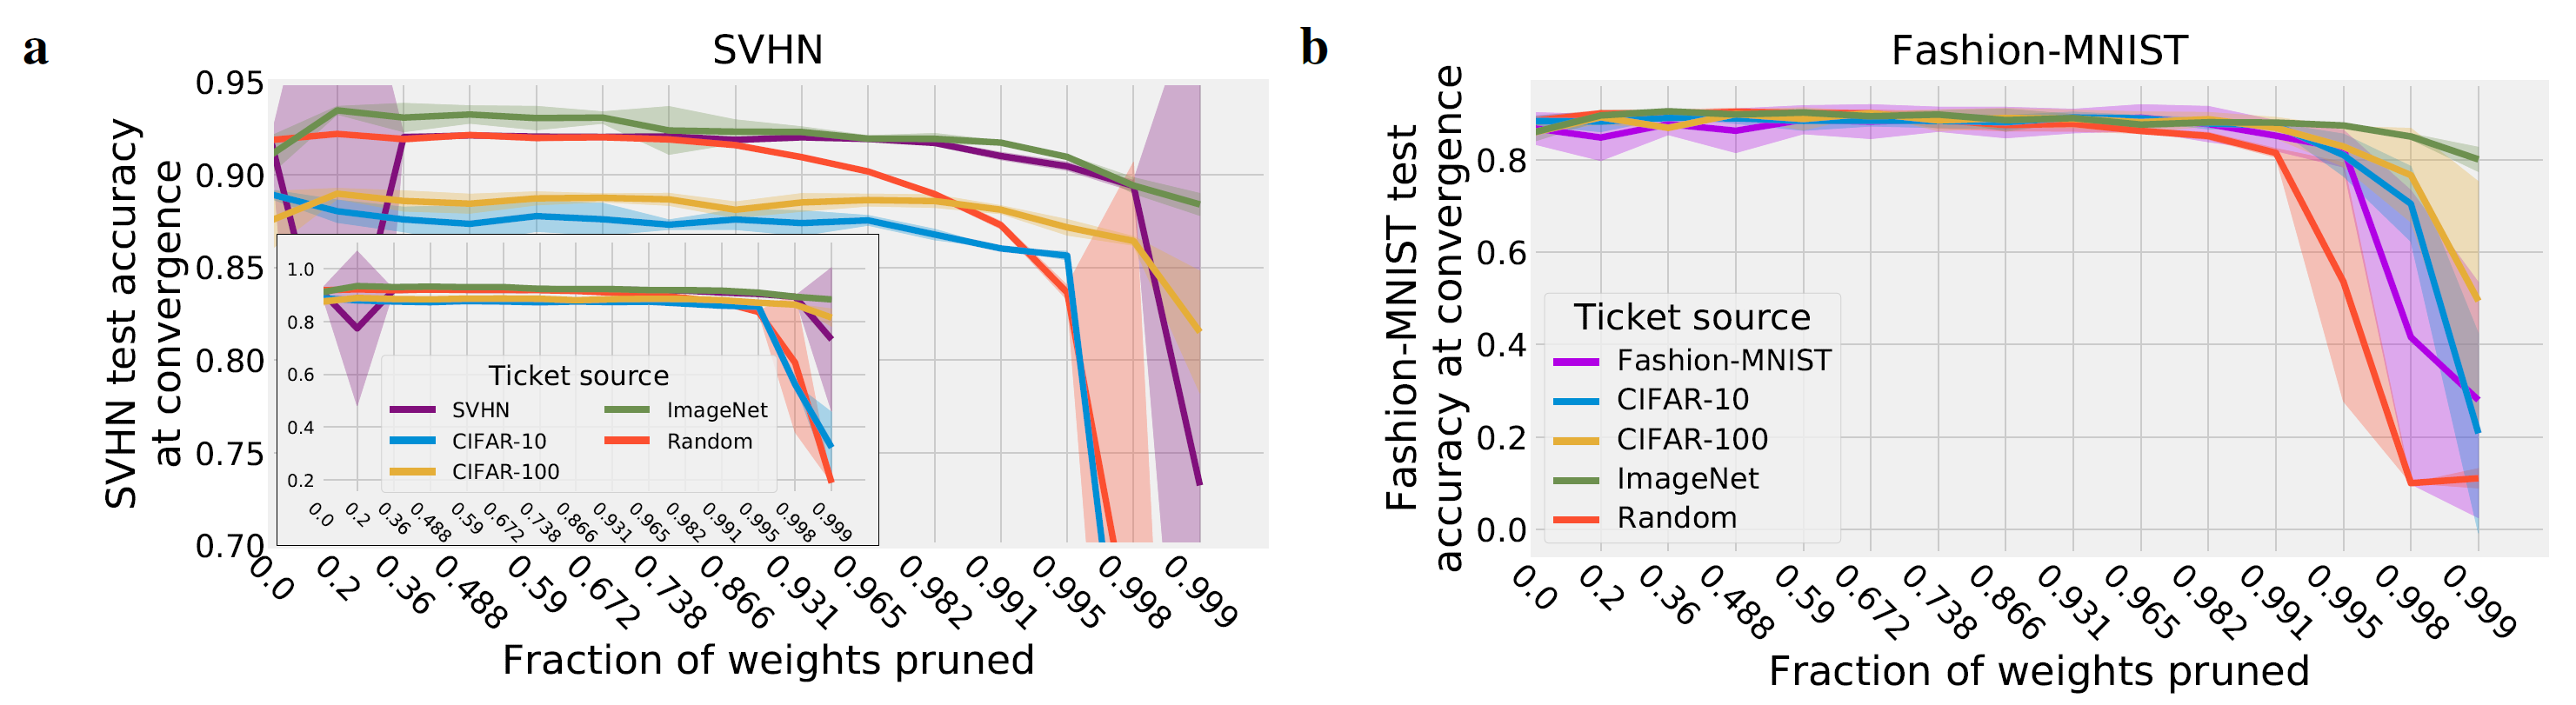 a
SVHN
SVHN test accuracy
at convergence
0.95
0.90
0.85
0.80
0.75
0.70
1.0
0.8
0.6
0.4
0.2
Ticket source
SVHN
CIFAR-10
CIFAR-100
ImageNet
Random
0.0 0.2 0.36 0.488 0.59 0.672 0.738 0.866 0.931 0.965 0.982 0.991 0.995 0.998 0.999
0.0 0.2 0.36 0.488 0.59 0.672 0.738 0.866 0.931 0.965 0.982 0.991 0.995 0.998 0.999
Fraction of weights pruned
b
Fashion-MNIST
Fashion-MNIST test
accuracy at convergence
0.8
0.6
0.4
0.2
0.0
Ticket source
Fashion-MNIST
CIFAR-10
CIFAR-100
ImageNet
Random
0.0 0.2 0.36 0.488 0.59 0.672 0.738 0.866 0.931 0.965 0.982 0.991 0.995 0.998 0.999
Fraction of weights pruned